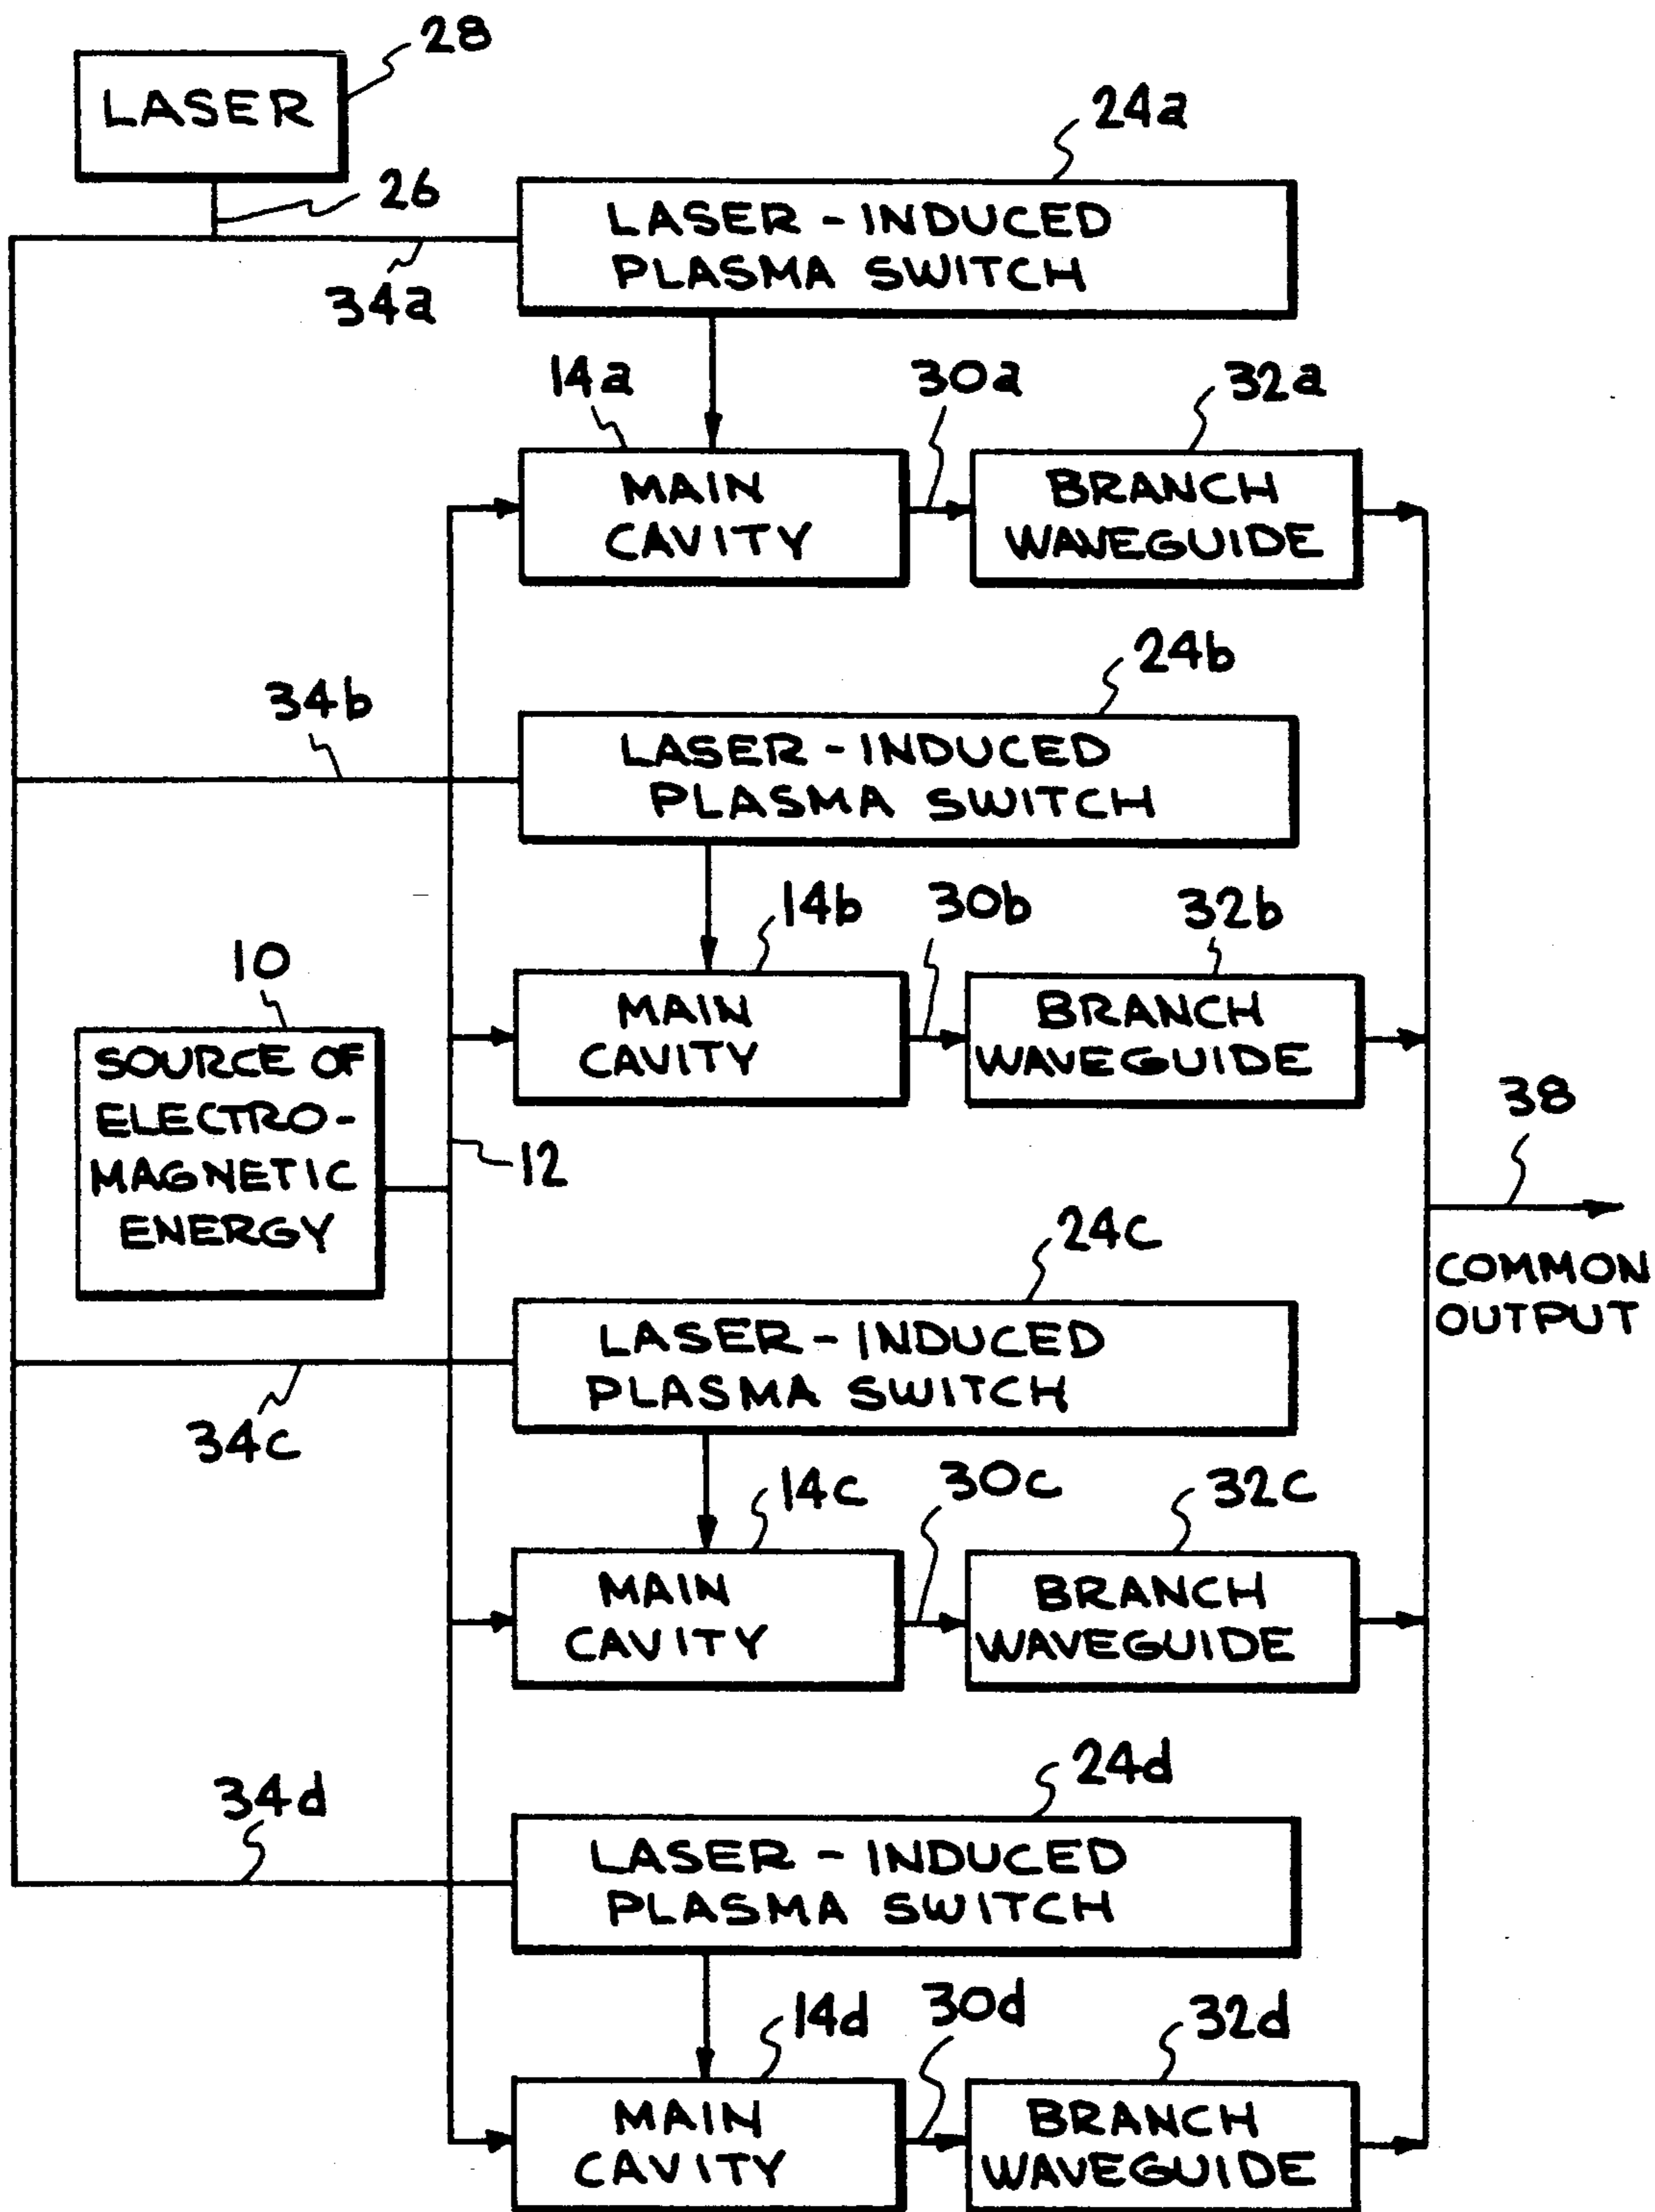 28
LASER
24a
26
LASER - INDUCED
PLASMA SWITCH
34a
14a
30a
32a
MAIN
CAVITY
BRANCH
WAVEGUIDE
24b
34b
LASER - INDUCED
PLASMA SWITCH
14b
30b
32b
10
MAIN
CAVITY
BRANCH
WAVEGUIDE
SOURCE OF
ELECTRO-
MAGNETIC
ENERGY
12
38
24c
COMMON
OUTPUT
LASER - INDUCED
PLASMA SWITCH
34c
14c
30c
32c
MAIN
CAVITY
BRANCH
WAVEGUIDE
24d
34d
LASER - INDUCED
PLASMA SWITCH
14d
30d
32d
MAIN
CAVITY
BRANCH
WAVEGUIDE